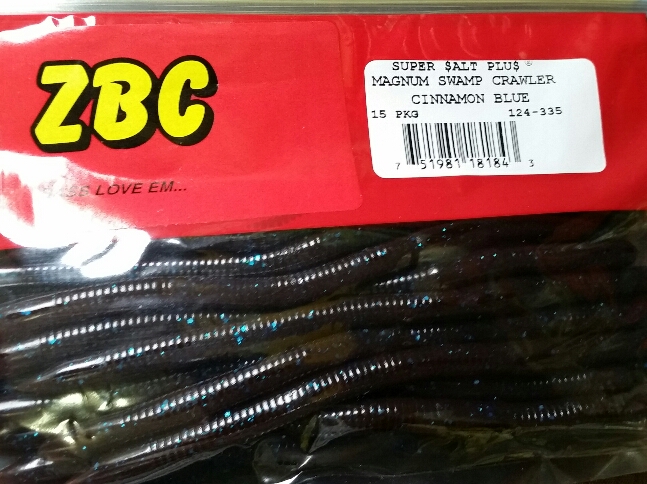 ZBC
LOVE EM...
SUPER $ALT PLU$ ®
MAGNUM SWAMP CRAWLER
CINNAMON BLUE
15 PKG 124-335
7 51981 18184 3